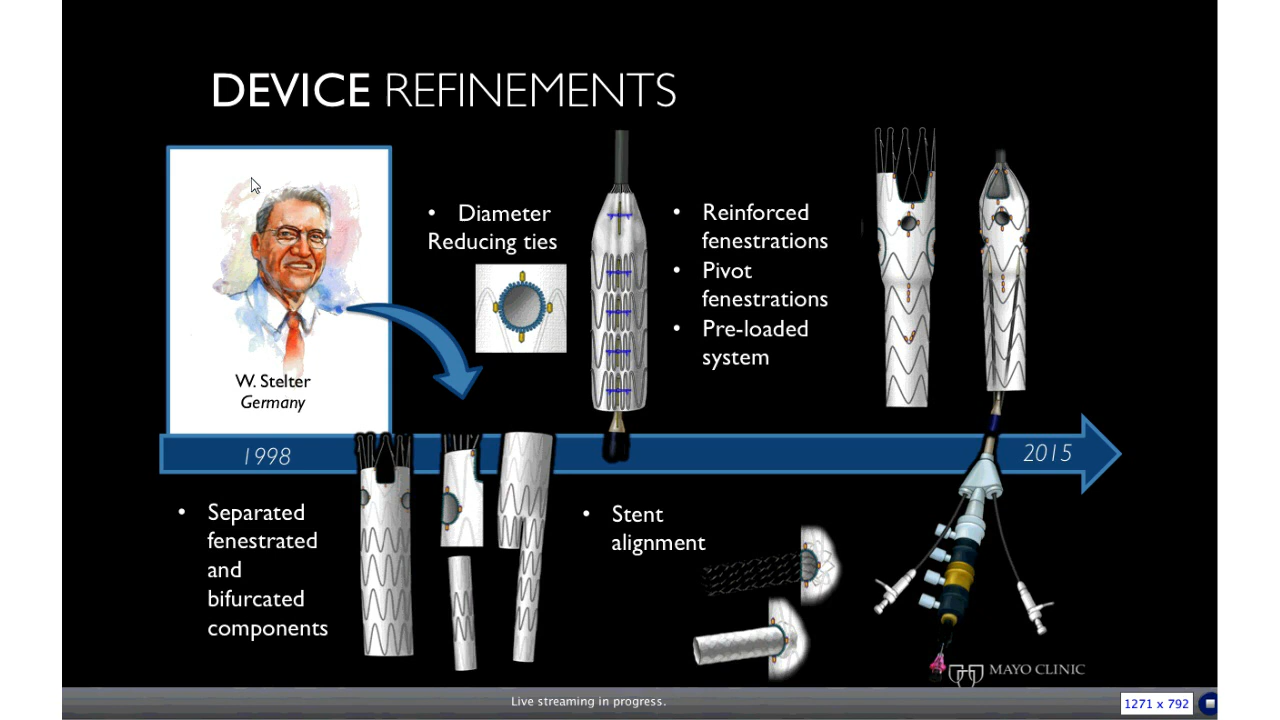 DEVICE REFINEMENTS
W. Stelter
Germany
• Diameter
Reducing ties
• Reinforced
fenestrations
• Pivot
fenestrations
• Pre-loaded
system
1998
2015
• Separated
fenestrated
and
bifurcated
components
• Stent
alignment
MAYO CLINIC
Live streaming in progress.
1271 x 792